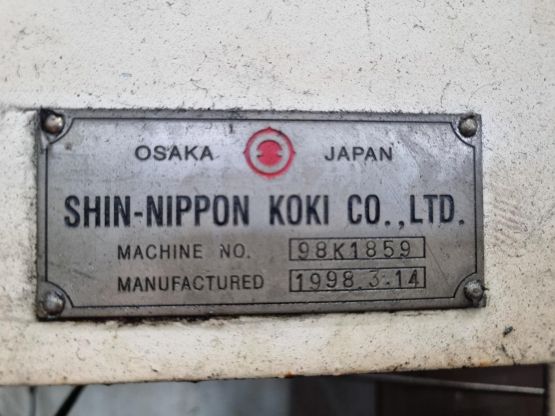 OSAKA JAPAN
SHIN-NIPPON KOKI CO., LTD.
MACHINE NO. 98K1859
MANUFACTURED 1998.3.14